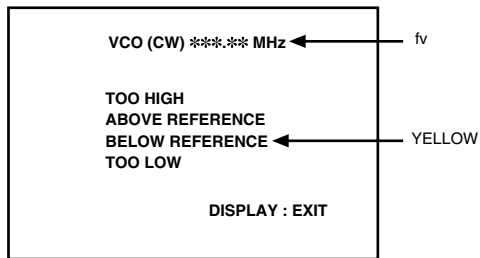 VCO (CW) ***.** MHz
fv
TOO HIGH
ABOVE REFERENCE
BELOW REFERENCE
YELLOW
TOO LOW
DISPLAY : EXIT